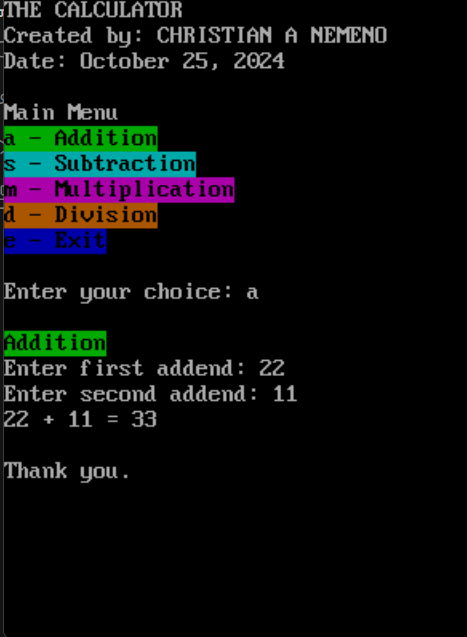 THE CALCULATOR
Created by: CHRISTIAN A NEMENO
Date: October 25, 2024
Main Menu
a - Addition
s - Subtraction
m - Multiplication
d - Division
e - Exit
Enter your choice: a
Addition
Enter first addend: 22
Enter second addend: 11
22 + 11 = 33
Thank you.